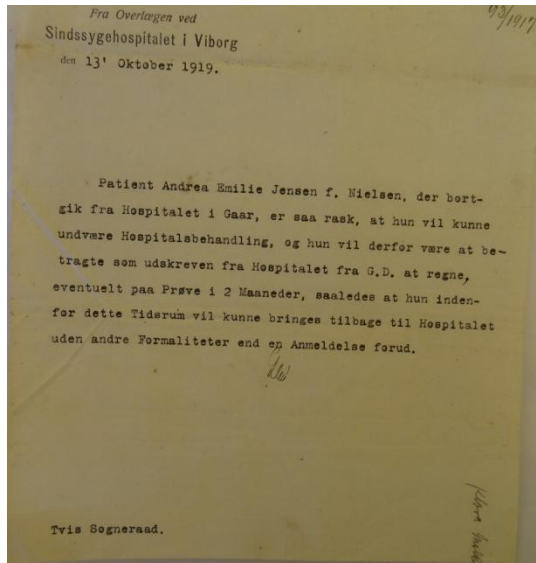 Fra Overlægen ved
Sindssygehospitalet i Viborg
den 13' Oktober 1919.
73/1917
Patient Andrea Emilie Jensen f. Nielsen, der bort-
gik fra Hospitalet i Gaar, er saa rask, at hun vil kunne
undvære Hospitalsbehandling, og hun vil derfor være at be-
tragte som udskreven fra Hospitalet fra G.D. at regne,
eventuelt paa Prøve i 2 Maaneder, saaledes at hun inden-
for dette Tidsrum vil kunne bringes tilbage til Hospitalet
uden andre Formaliteter end en Anmeldelse forud.
Tvis Sogneraad.